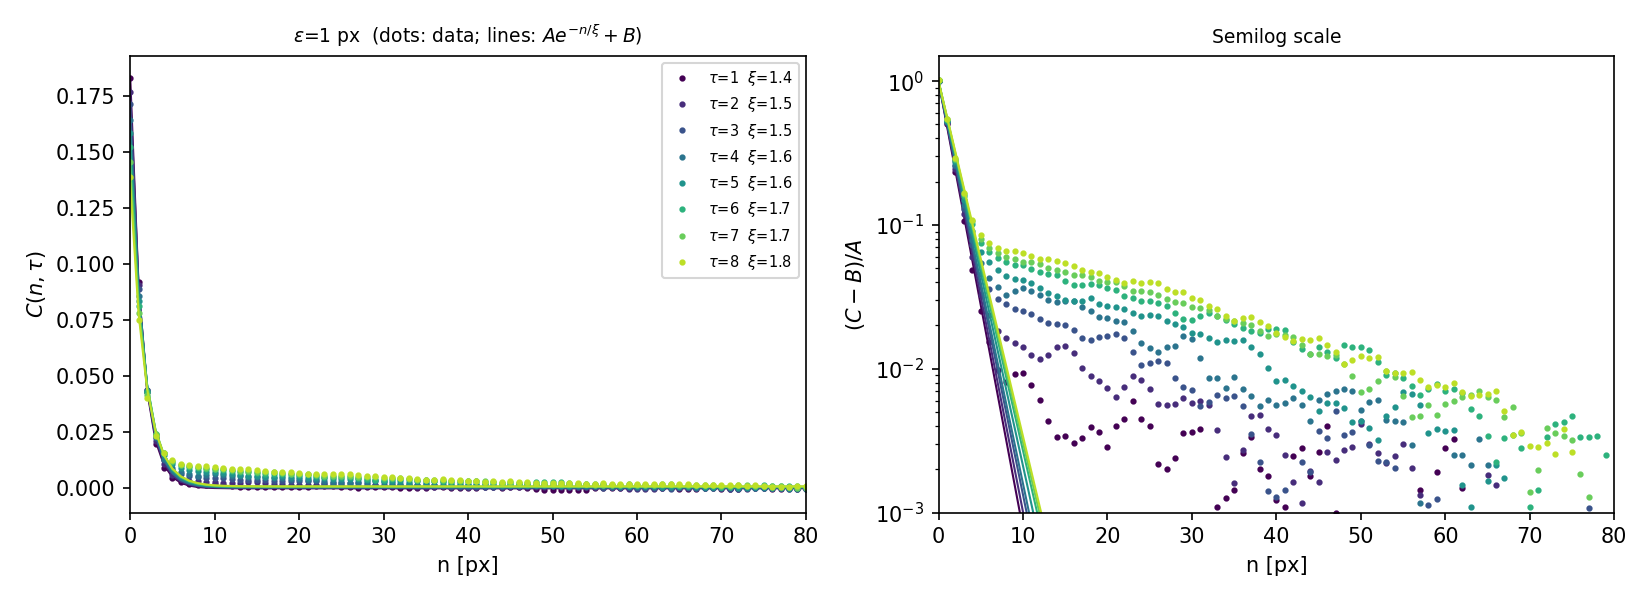 ε=1 px  (dots: data; lines: Ae^{-n/ξ} + B)
C(n, τ)
0.175
0.150
0.125
0.100
0.075
0.050
0.025
0.000
0 10 20 30 40 50 60 70 80
n [px]
τ=1 ξ=1.4
τ=2 ξ=1.5
τ=3 ξ=1.5
τ=4 ξ=1.6
τ=5 ξ=1.6
τ=6 ξ=1.7
τ=7 ξ=1.7
τ=8 ξ=1.8
Semilog scale
(C − B)/A
10⁰
10⁻¹
10⁻²
10⁻³
0 10 20 30 40 50 60 70 80
n [px]